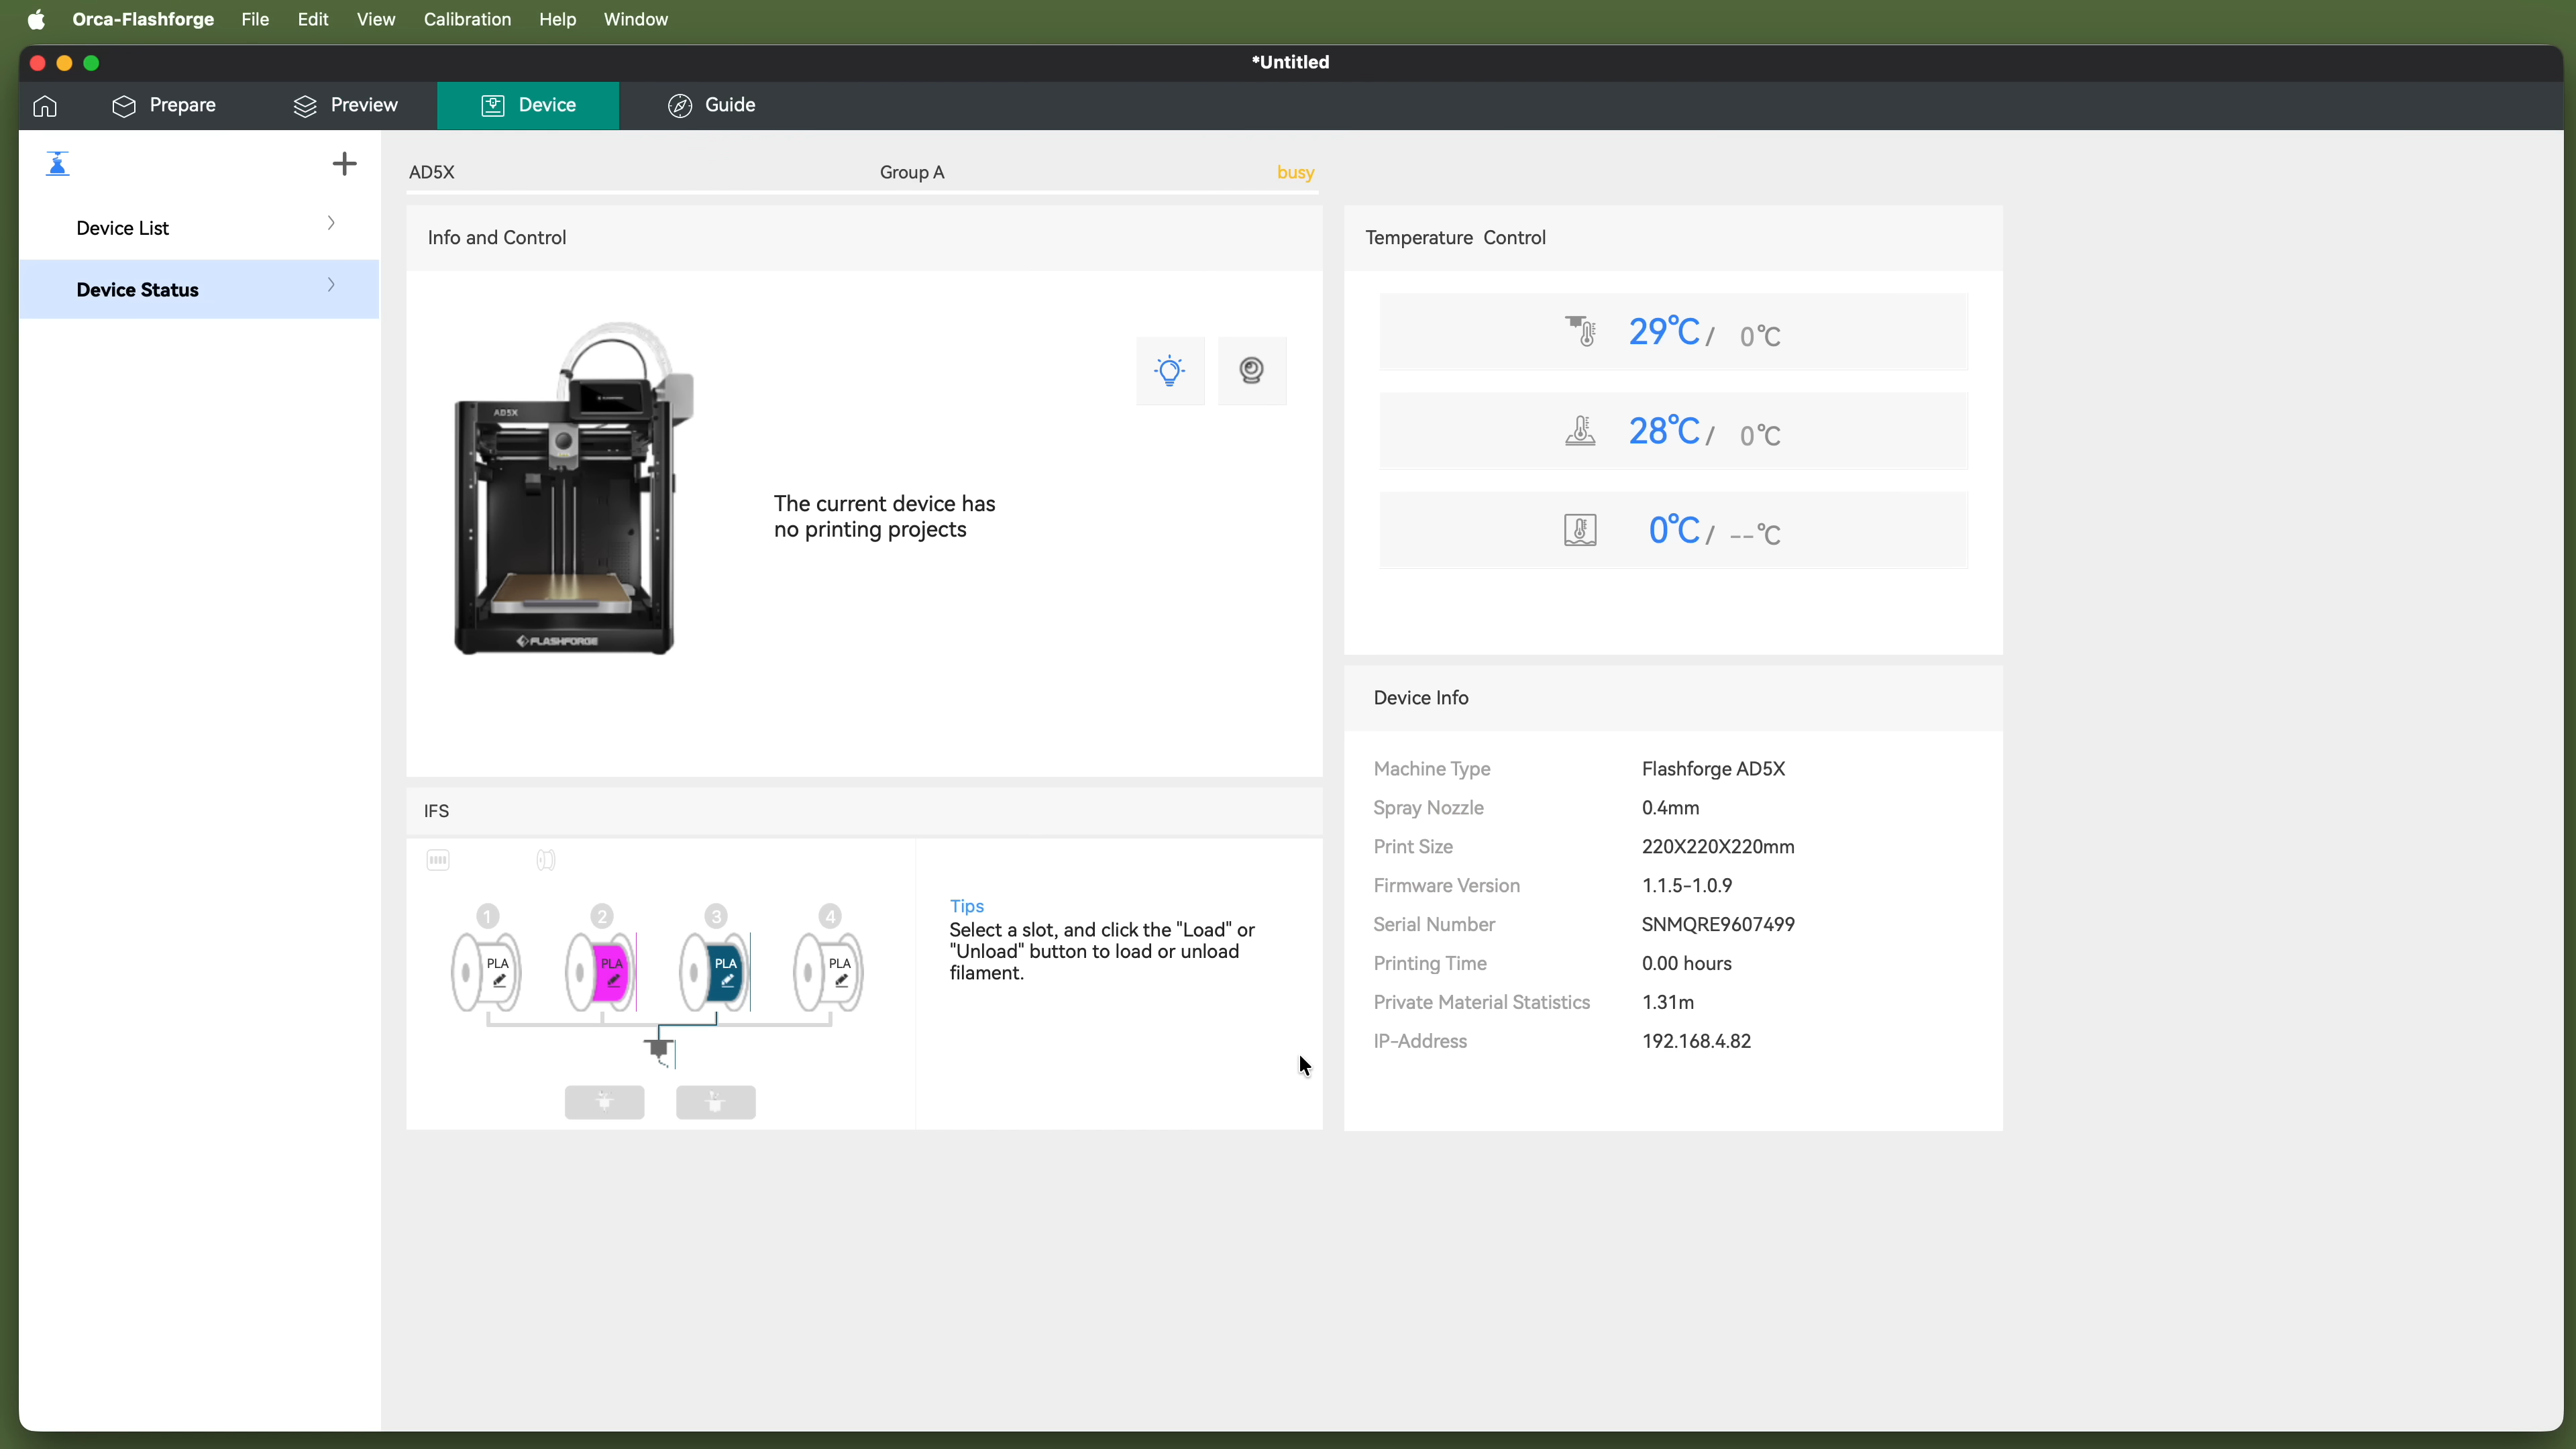 Orca-Flashforge File Edit View Calibration Help Window
*Untitled
Prepare Preview Device Guide
Device List
Device Status
AD5X Group A busy
Info and Control
AD5X
FLASHFORGE
The current device has
no printing projects
Temperature Control
29°C / 0°C
28°C / 0°C
0°C / --°C
IFS
1 2 3 4
PLA PLA PLA PLA
Tips
Select a slot, and click the "Load" or
"Unload" button to load or unload
filament.
Device Info
Machine Type Flashforge AD5X
Spray Nozzle 0.4mm
Print Size 220X220X220mm
Firmware Version 1.1.5-1.0.9
Serial Number SNMQRE9607499
Printing Time 0.00 hours
Private Material Statistics 1.31m
IP-Address 192.168.4.82